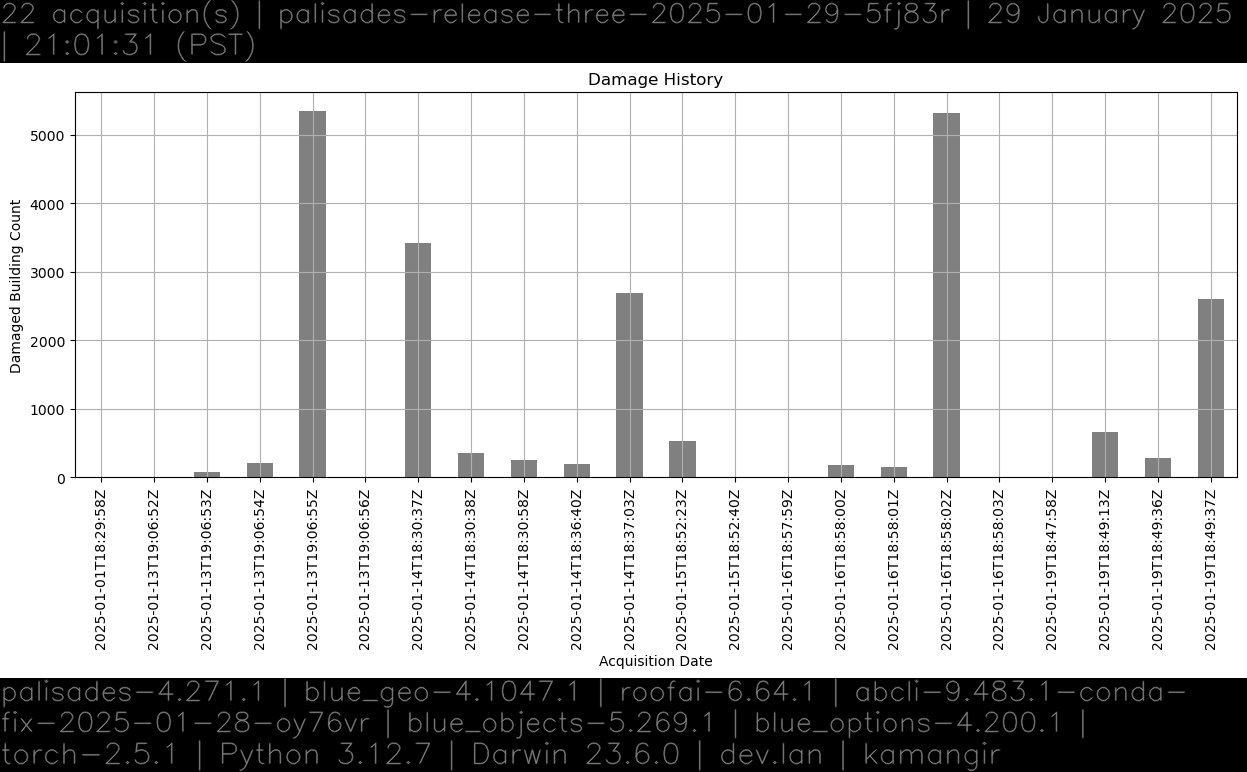 22 acquisition(s) | palisades-release-three-2025-01-29-5fj83r | 29 January 2025
| 21:01:31 (PST)
Damage History
Damaged Building Count
5000
4000
3000
2000
1000
0
2025-01-01T18:29:58Z
2025-01-13T19:06:52Z
2025-01-13T19:06:53Z
2025-01-13T19:06:54Z
2025-01-13T19:06:55Z
2025-01-13T19:06:56Z
2025-01-14T18:30:37Z
2025-01-14T18:30:38Z
2025-01-14T18:30:58Z
2025-01-14T18:36:40Z
2025-01-14T18:37:03Z
2025-01-15T18:52:23Z
2025-01-15T18:52:40Z
2025-01-16T18:57:59Z
2025-01-16T18:58:00Z
2025-01-16T18:58:01Z
2025-01-16T18:58:02Z
2025-01-16T18:58:03Z
2025-01-19T18:47:58Z
2025-01-19T18:49:13Z
2025-01-19T18:49:36Z
2025-01-19T18:49:37Z
Acquisition Date
palisades-4.271.1 | blue_geo-4.1047.1 | roofai-6.64.1 | abcli-9.483.1-conda-
fix-2025-01-28-oy76vr | blue_objects-5.269.1 | blue_options-4.200.1 |
torch-2.5.1 | Python 3.12.7 | Darwin 23.6.0 | dev.lan | kamangir